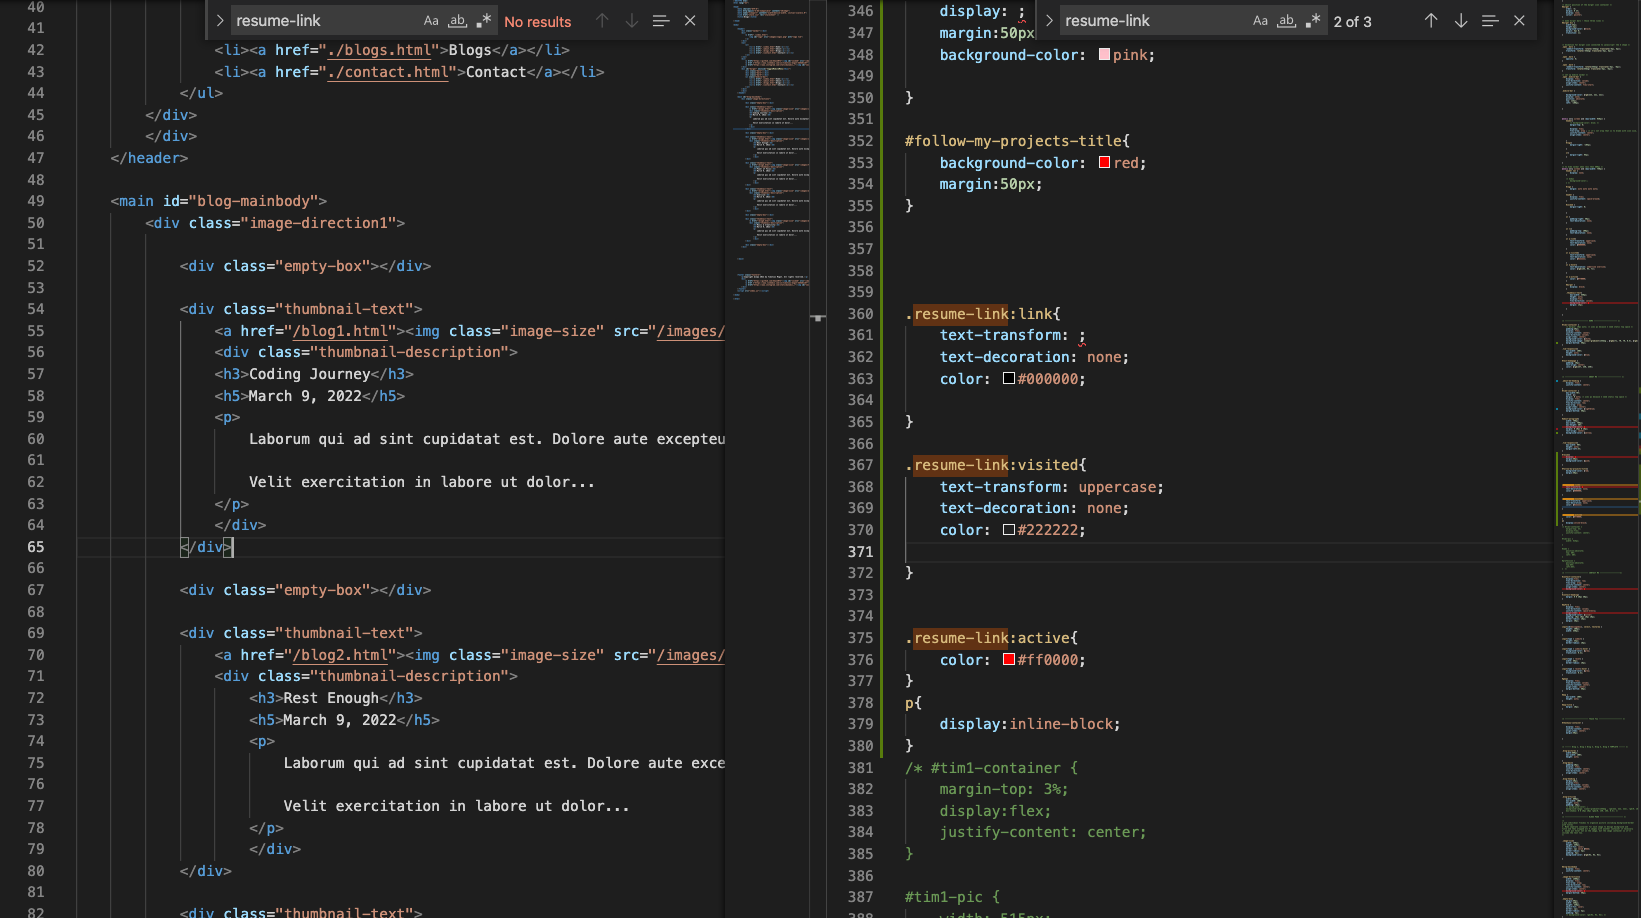 resume-link
Aa
ab
.*
No results
40
41
42 <li><a href="./blogs.html">Blogs</a></li>
43 <li><a href="./contact.html">Contact</a></li>
44 </ul>
45 </div>
46 </div>
47 </header>
48
49 <main id="blog-mainbody">
50 <div class="image-direction1">
51
52 <div class="empty-box"></div>
53
54 <div class="thumbnail-text">
55 <a href="/blog1.html"><img class="image-size" src="/images/
56 <div class="thumbnail-description">
57 <h3>Coding Journey</h3>
58 <h5>March 9, 2022</h5>
59 <p>
60 Laborum qui ad sint cupidatat est. Dolore aute excepteu
61
62 Velit exercitation in labore ut dolor...
63 </p>
64 </div>
65 </div>
66
67 <div class="empty-box"></div>
68
69 <div class="thumbnail-text">
70 <a href="/blog2.html"><img class="image-size" src="/images/
71 <div class="thumbnail-description">
72 <h3>Rest Enough</h3>
73 <h5>March 9, 2022</h5>
74 <p>
75 Laborum qui ad sint cupidatat est. Dolore aute exce
76
77 Velit exercitation in labore ut dolor...
78 </p>
79 </div>
80 </div>
81
82 <div class="thumbnail-text">
resume-link
Aa
ab
.*
2 of 3
346 display: ;
347 margin:50px
348 background-color: pink;
349
350 }
351
352 #follow-my-projects-title{
353 background-color: red;
354 margin:50px;
355 }
356
357
358
359
360 .resume-link:link{
361 text-transform: ;
362 text-decoration: none;
363 color: #000000;
364
365 }
366
367 .resume-link:visited{
368 text-transform: uppercase;
369 text-decoration: none;
370 color: #222222;
371
372 }
373
374
375 .resume-link:active{
376 color: #ff0000;
377 }
378 p{
379 display:inline-block;
380 }
381 /* #tim1-container {
382 margin-top: 3%;
383 display:flex;
384 justify-content: center;
385 }
386
387 #tim1-pic {
388 width: 515px;